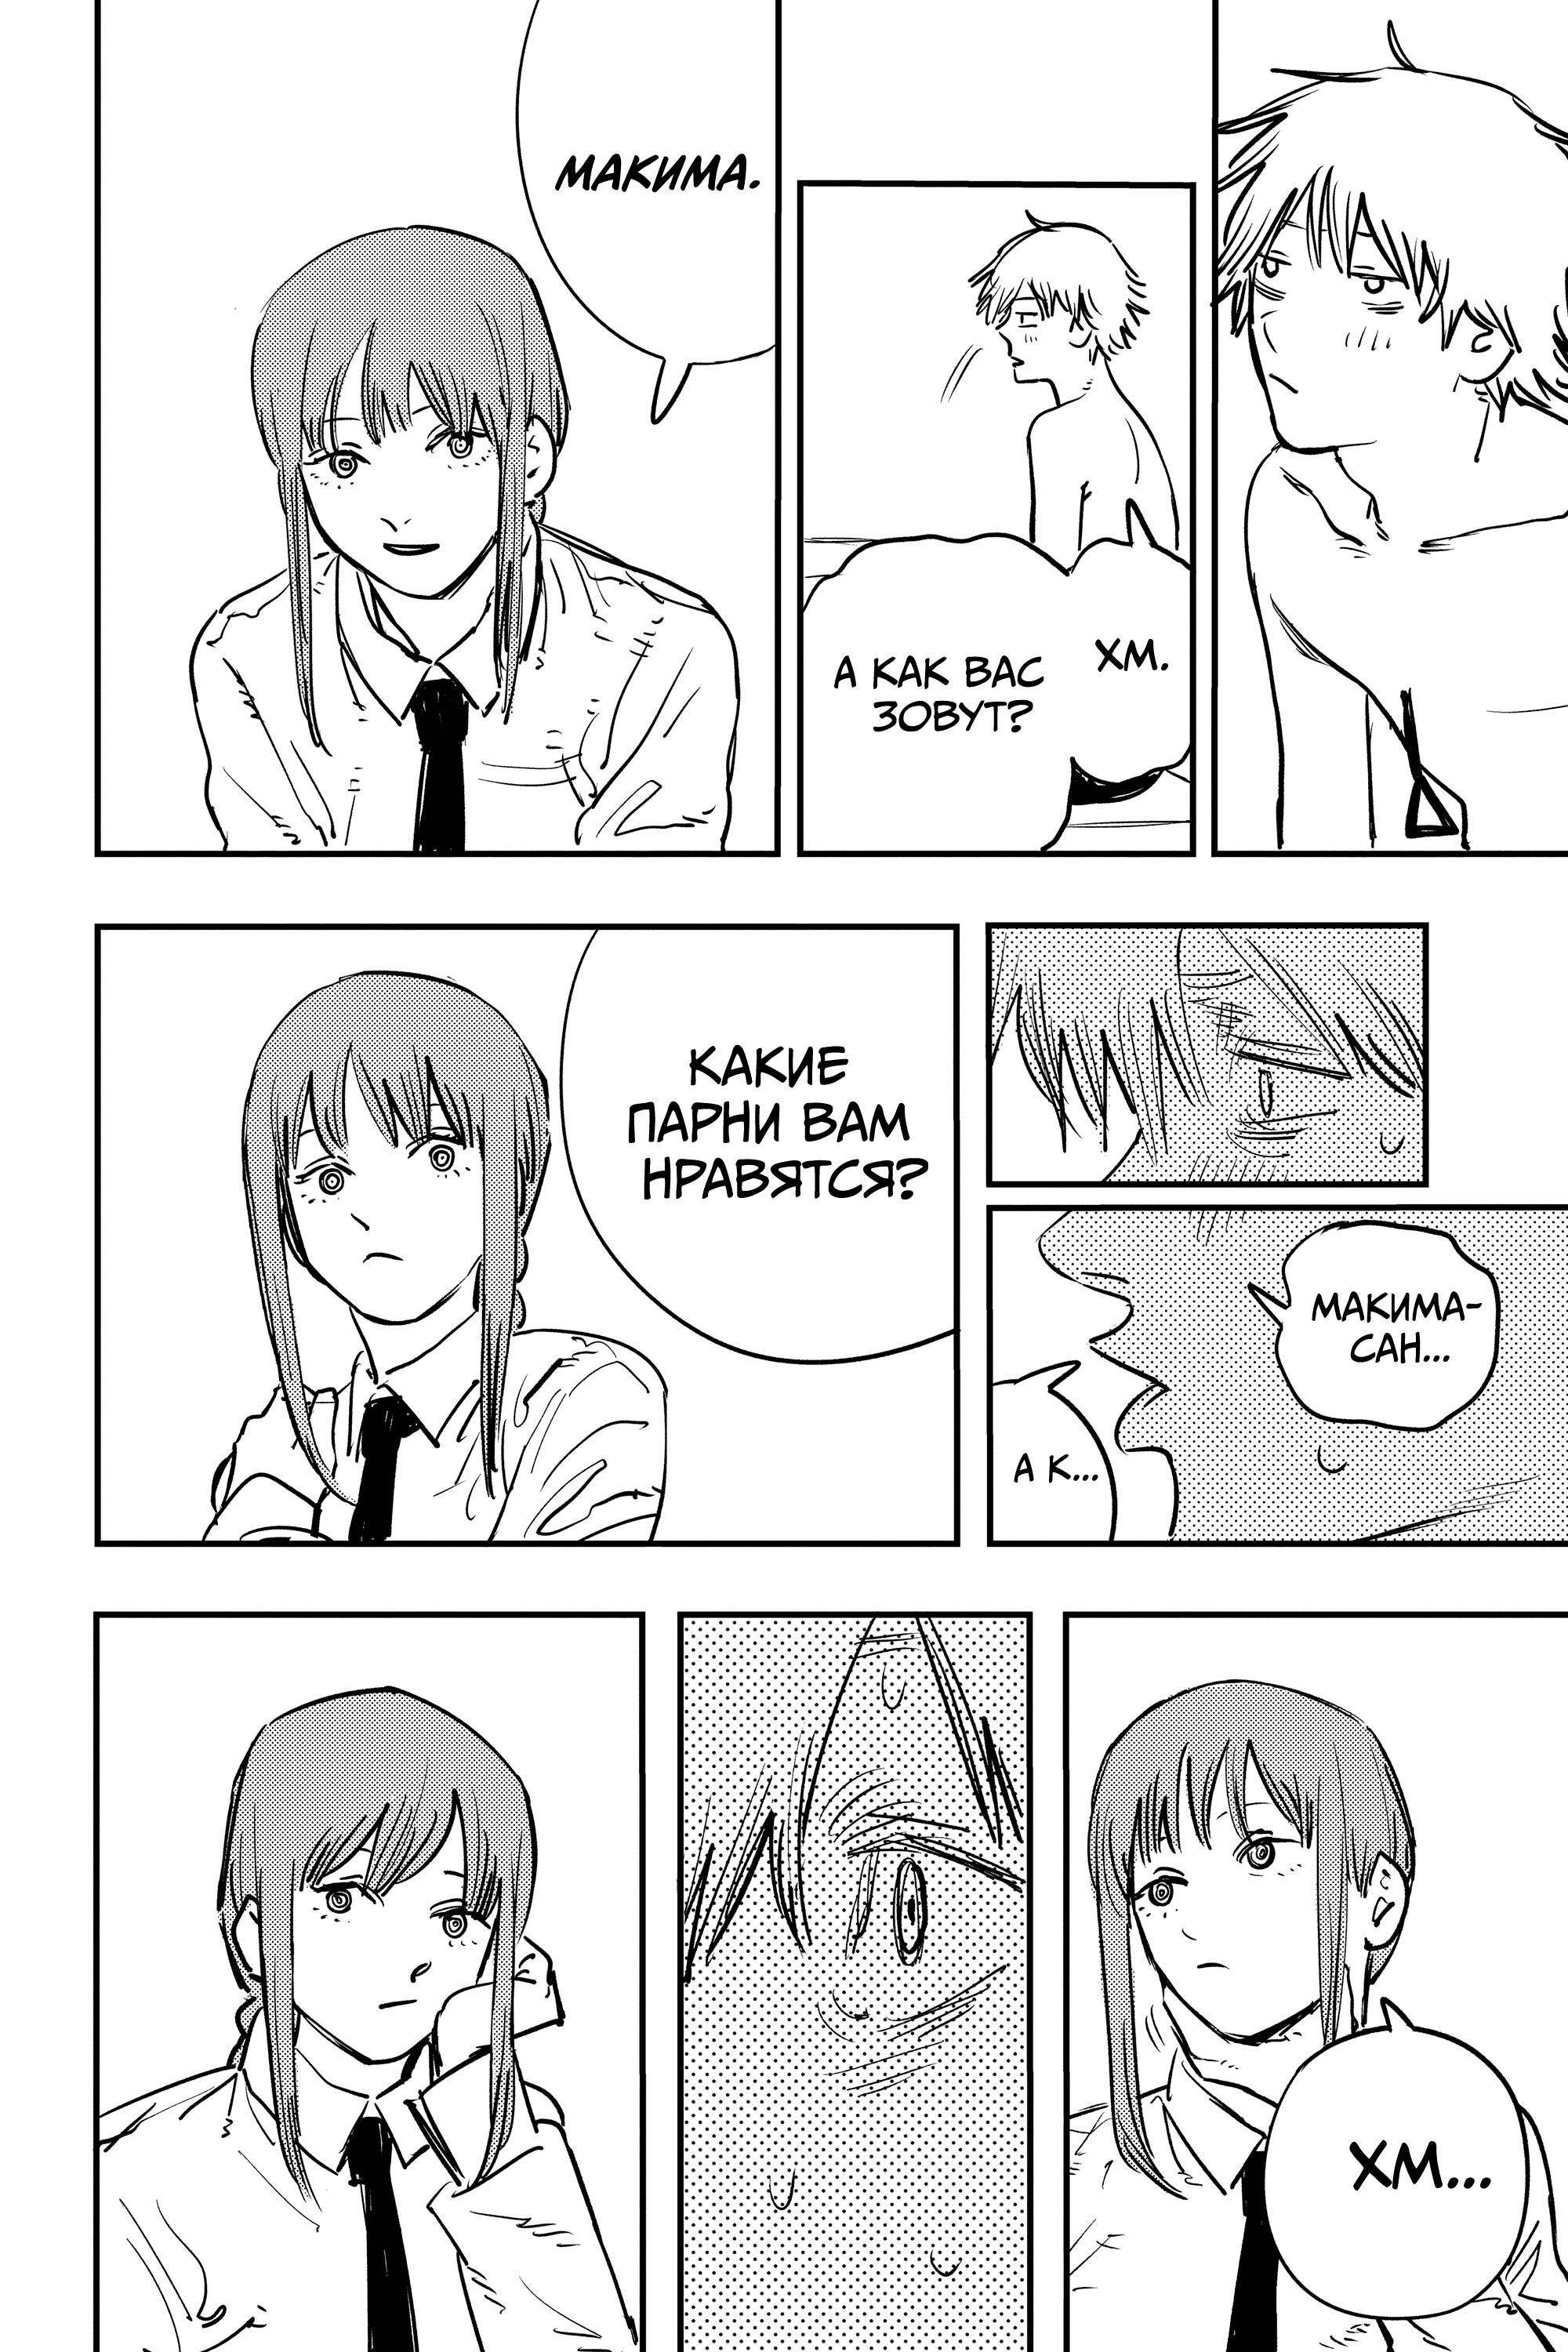 ХМ.
А КАК ВАС
ЗОВУТ?
МАКИМА.
МАКИМА-
САН...
А К...
КАКИЕ
ПАРНИ ВАМ
НРАВЯТСЯ?
ХМ...